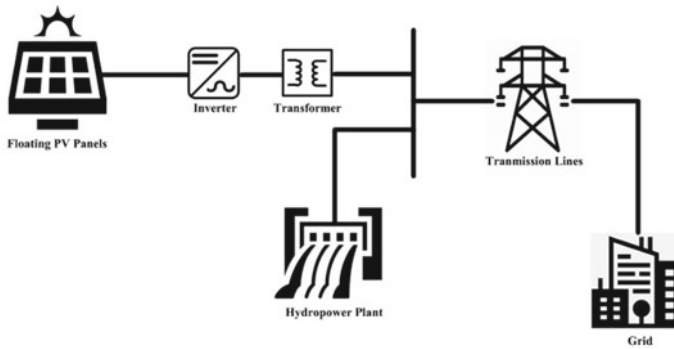 Floating PV Panels
Inverter
Transformer
Tranmission Lines
Hydropower Plant
Grid